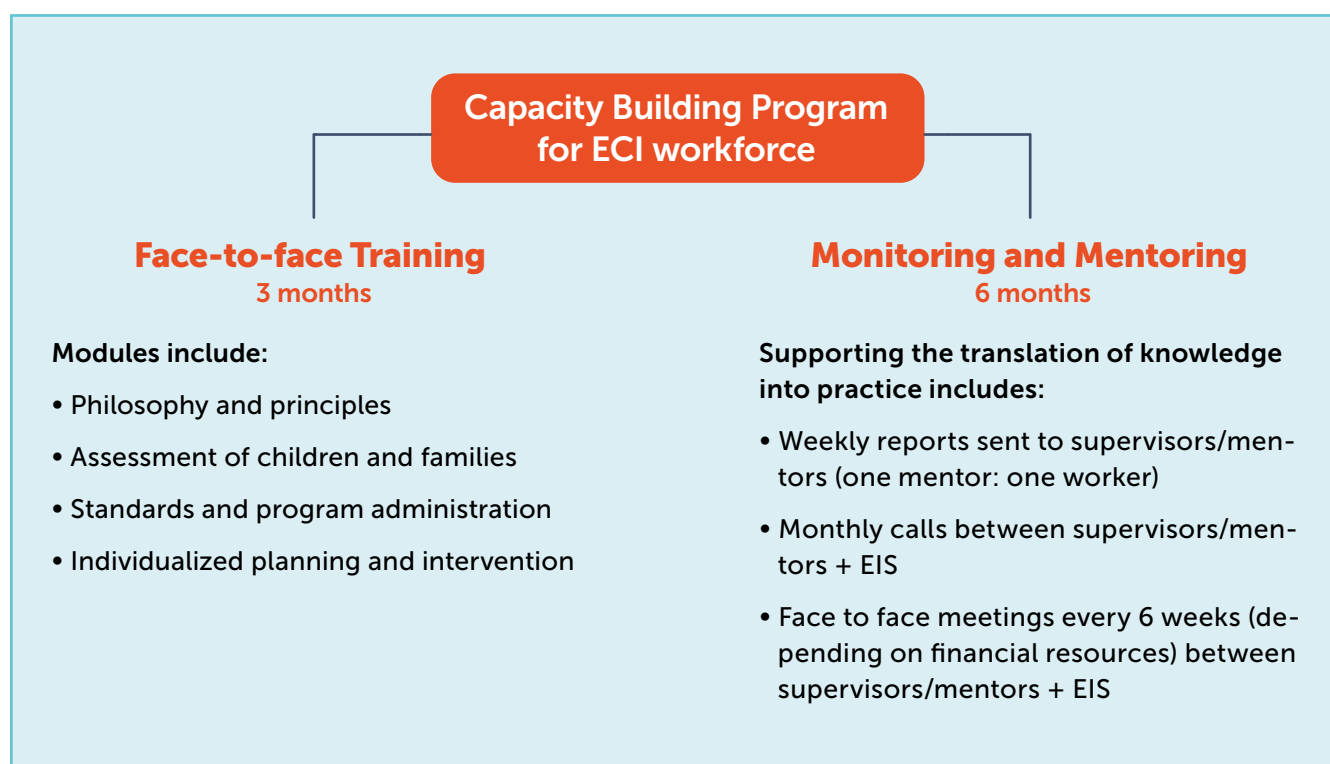 Capacity Building Program
for ECI workforce
Face-to-face Training
3 months
Modules include:
• Philosophy and principles
• Assessment of children and families
• Standards and program administration
• Individualized planning and intervention
Monitoring and Mentoring
6 months
Supporting the translation of knowledge
into practice includes:
• Weekly reports sent to supervisors/men-
tors (one mentor: one worker)
• Monthly calls between supervisors/men-
tors + EIS
• Face to face meetings every 6 weeks (de-
pending on financial resources) between
supervisors/mentors + EIS